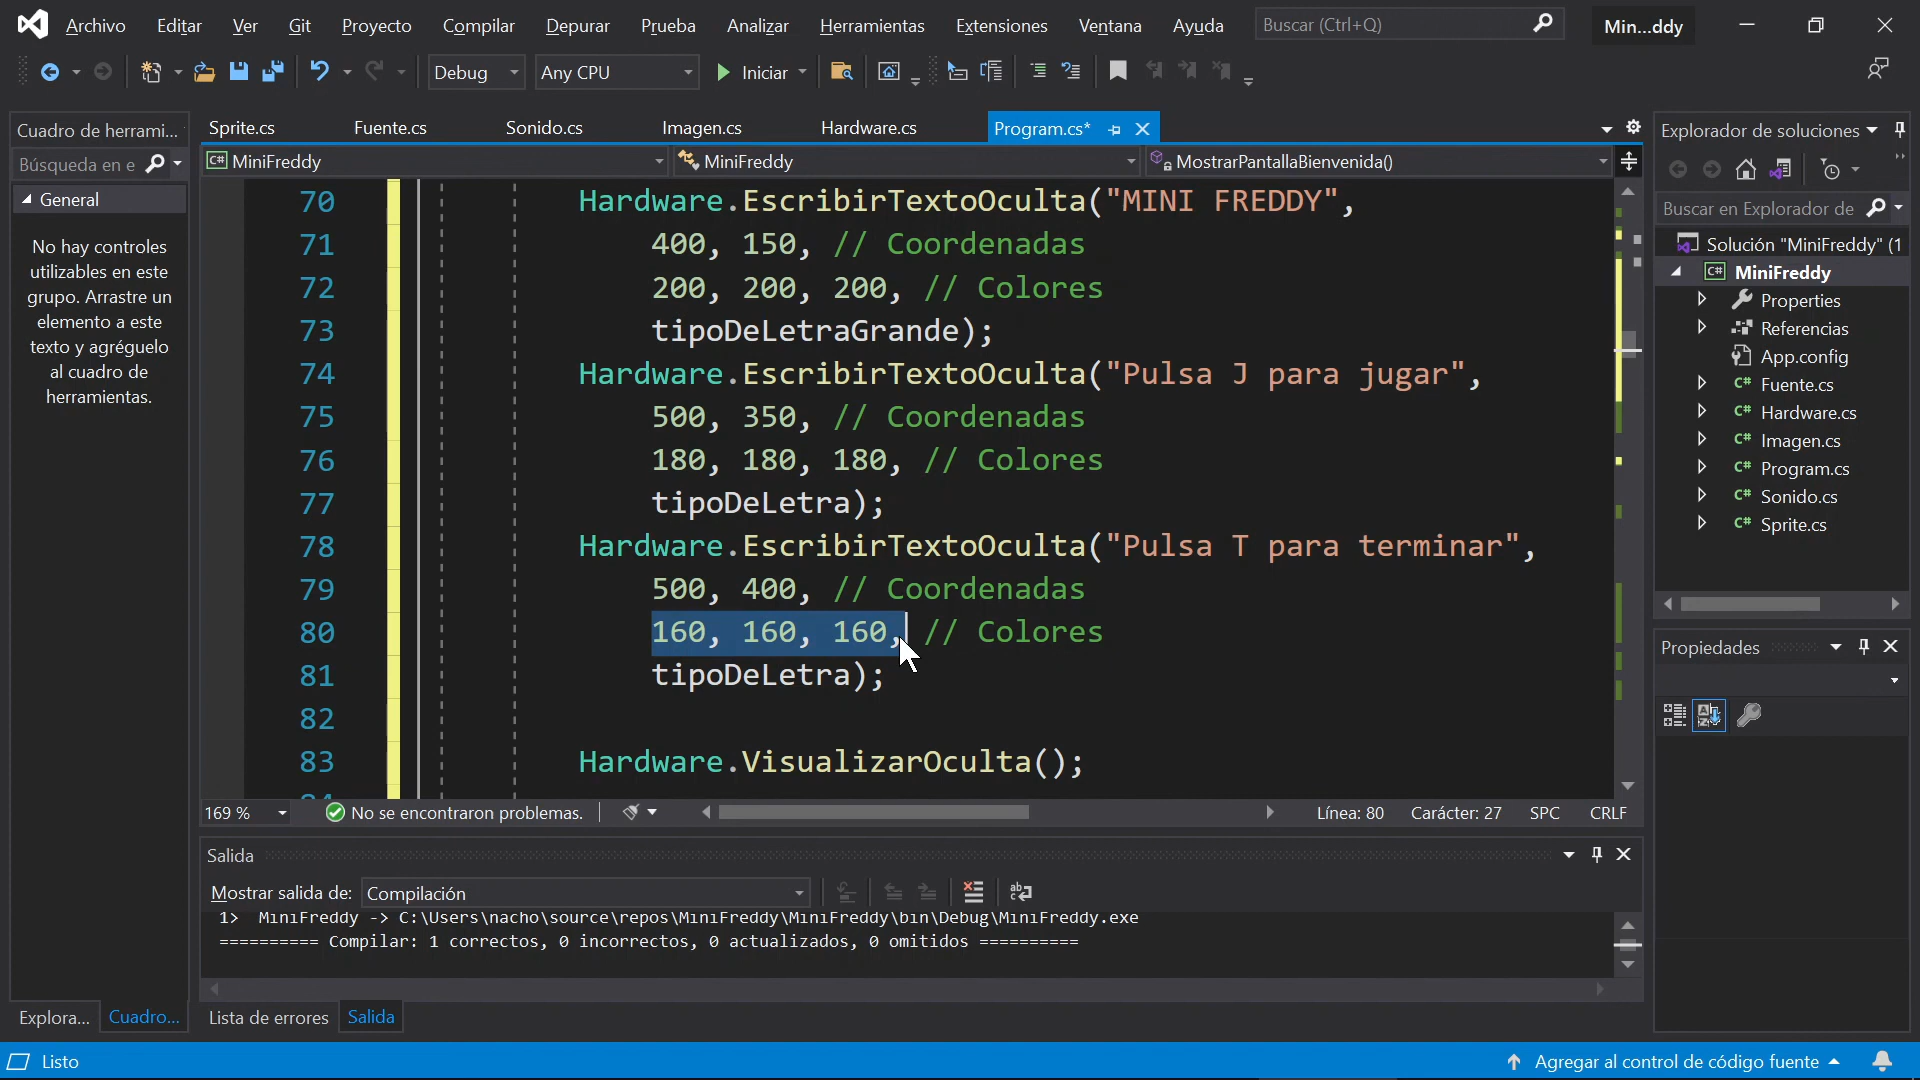 Archivo Editar Ver Git Proyecto Compilar Depurar Prueba Analizar Herramientas Extensiones Ventana Ayuda Buscar (Ctrl+Q) Min...ddy
Debug Any CPU Iniciar
Cuadro de herrami...
Búsqueda en e
General
No hay controles
utilizables en este
grupo. Arrastre un
elemento a este
texto y agréguelo
al cuadro de
herramientas.
Sprite.cs Fuente.cs Sonido.cs Imagen.cs Hardware.cs Program.cs*
C# MiniFreddy MiniFreddy MostrarPantallaBienvenida()
70 Hardware.EscribirTextoOculta("MINI FREDDY",
71 400, 150, // Coordenadas
72 200, 200, 200, // Colores
73 tipoDeLetraGrande);
74 Hardware.EscribirTextoOculta("Pulsa J para jugar",
75 500, 350, // Coordenadas
76 180, 180, 180, // Colores
77 tipoDeLetra);
78 Hardware.EscribirTextoOculta("Pulsa T para terminar",
79 500, 400, // Coordenadas
80 160, 160, 160, // Colores
81 tipoDeLetra);
82
83 Hardware.VisualizarOculta();
169 % No se encontraron problemas. Línea: 80 Carácter: 27 SPC CRLF
Salida
Mostrar salida de: Compilación
1> MiniFreddy -> C:\Users\nacho\source\repos\MiniFreddy\MiniFreddy\bin\Debug\MiniFreddy.exe
========== Compilar: 1 correctos, 0 incorrectos, 0 actualizados, 0 omitidos ==========
Explora... Cuadro... Lista de errores Salida
Explorador de soluciones
Buscar en Explorador de
Solución "MiniFreddy" (1
C# MiniFreddy
Properties
Referencias
App.config
C# Fuente.cs
C# Hardware.cs
C# Imagen.cs
C# Program.cs
C# Sonido.cs
C# Sprite.cs
Propiedades
Listo Agregar al control de código fuente